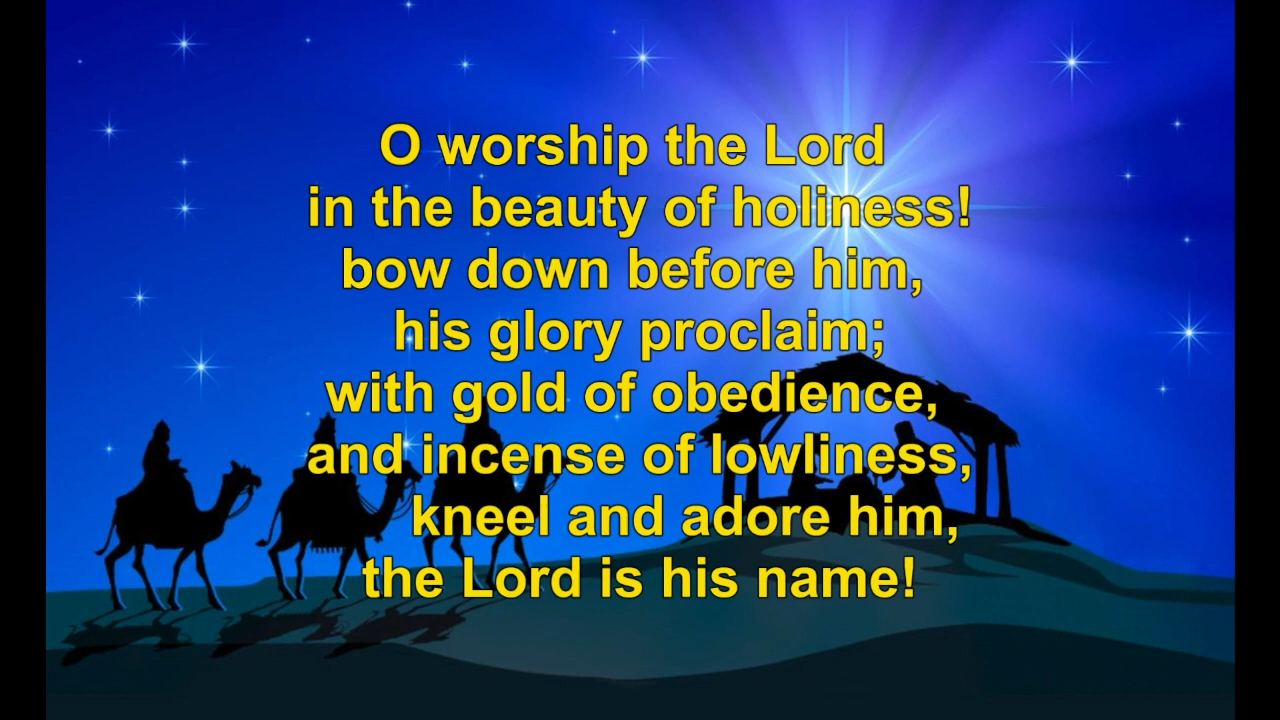 O worship the Lord
in the beauty of holiness!
bow down before him,
his glory proclaim;
with gold of obedience,
and incense of lowliness,
kneel and adore him,
the Lord is his name!